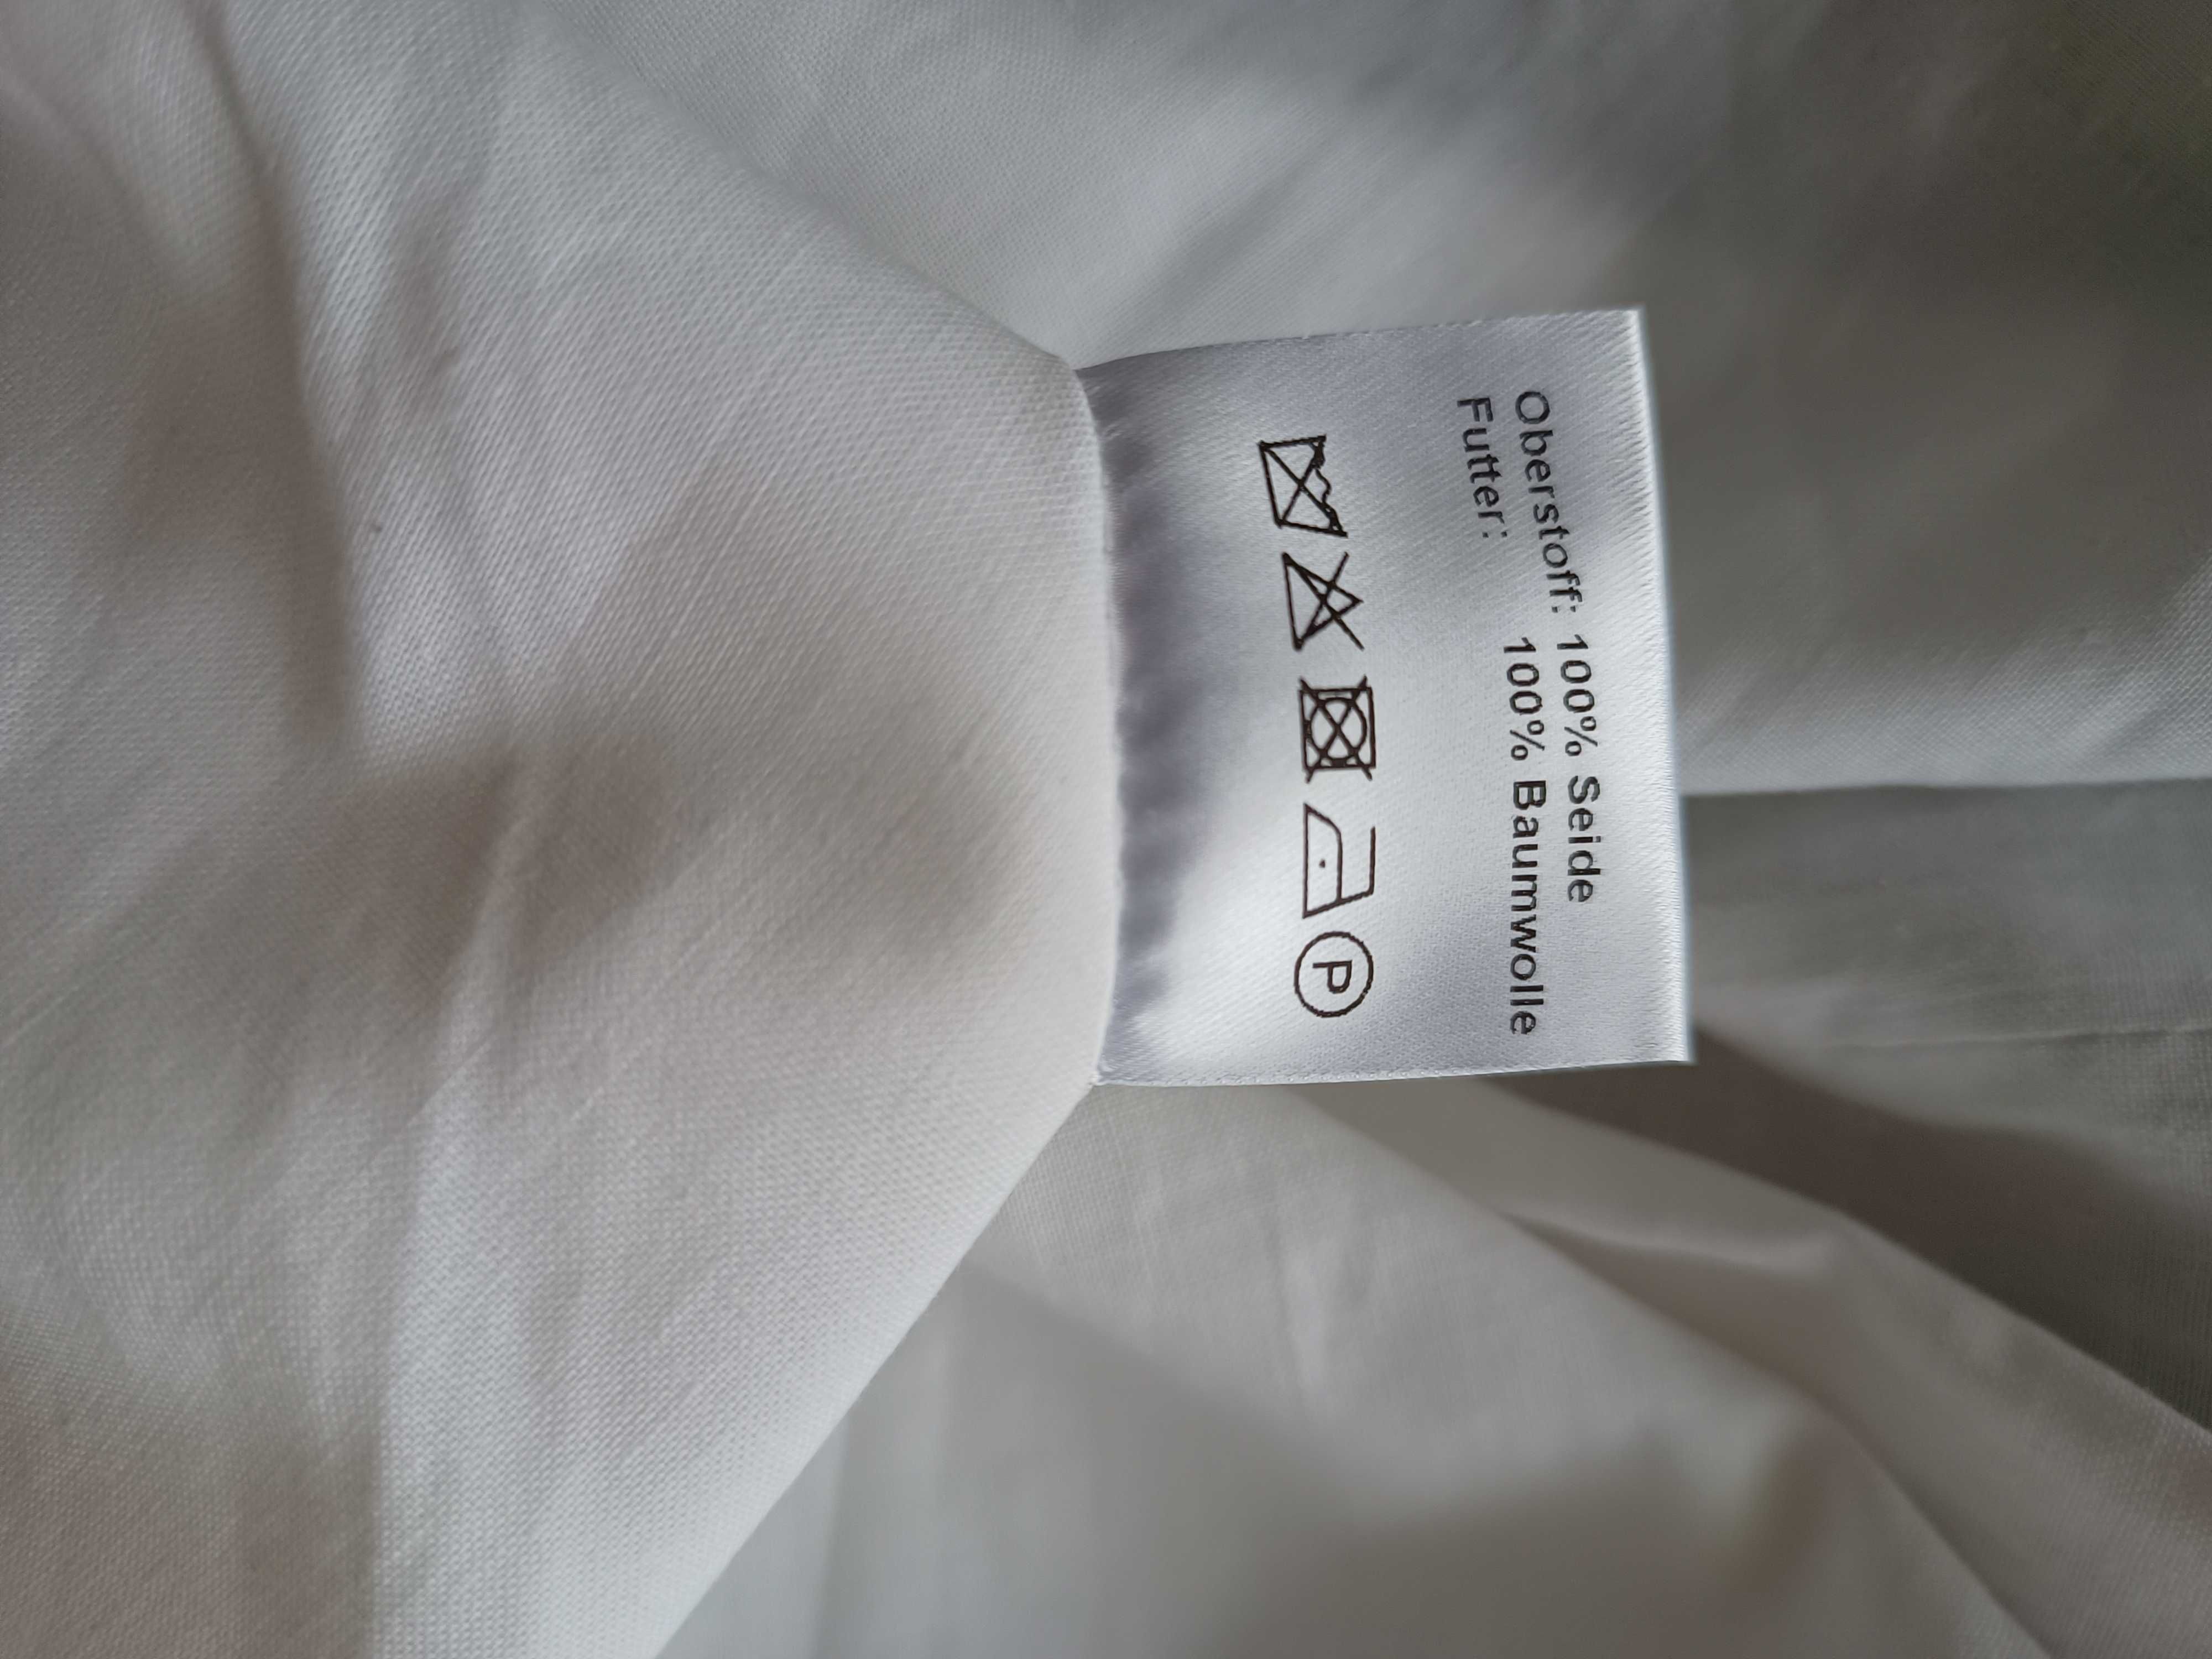 Oberstoff: 100% Seide
Futter: 100% Baumwolle
P